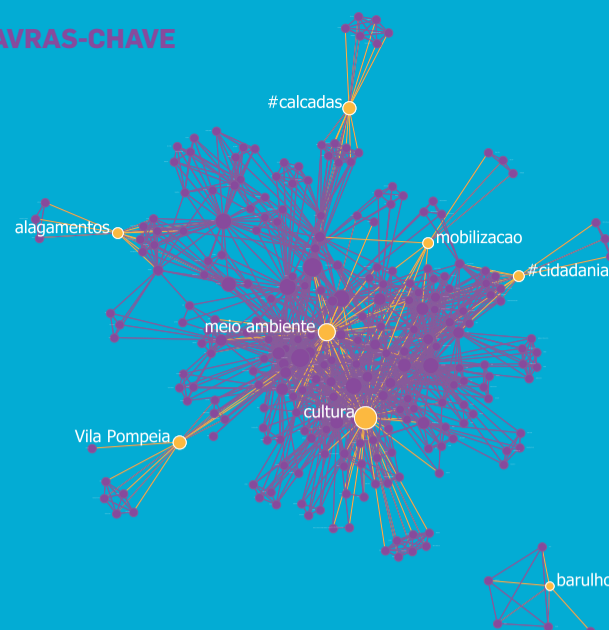 AVRAS-CHAVE
#calcadas
alagamentos
mobilizacao
#cidadania
meio ambiente
cultura
Vila Pompeia
barulho